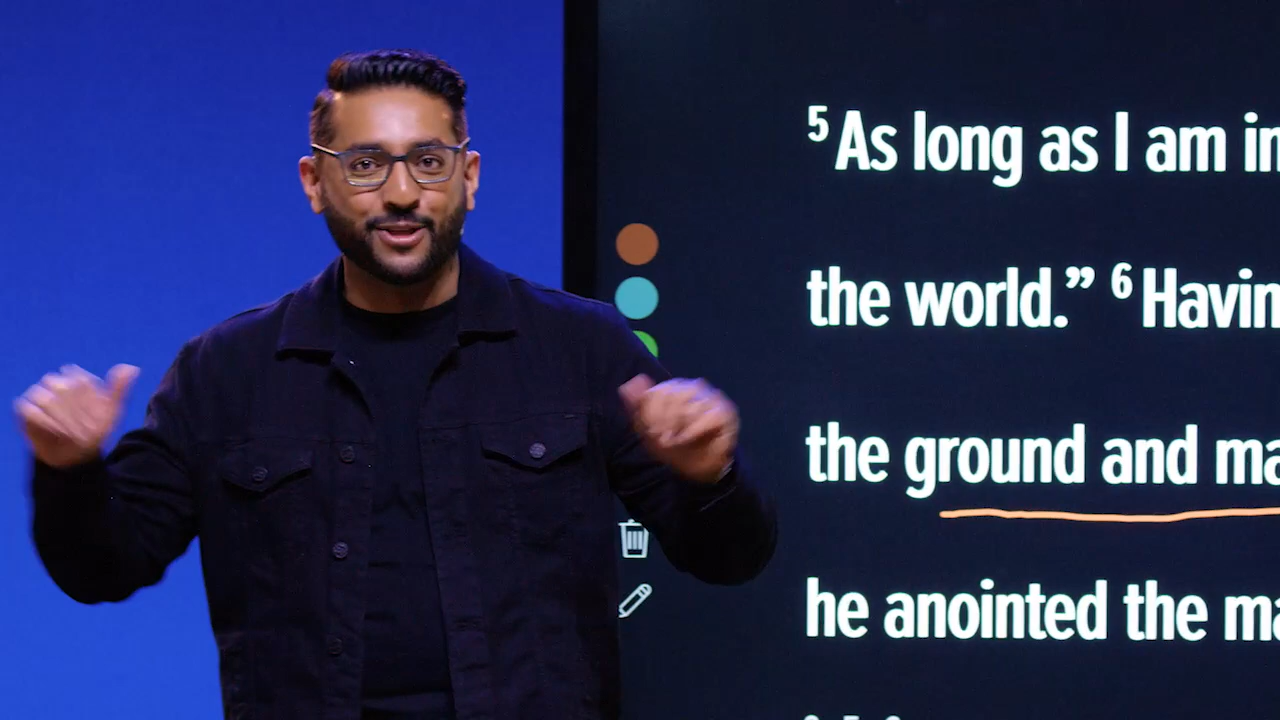 5 As long as I am in
the world.” 6 Havin
the ground and ma
he anointed the ma